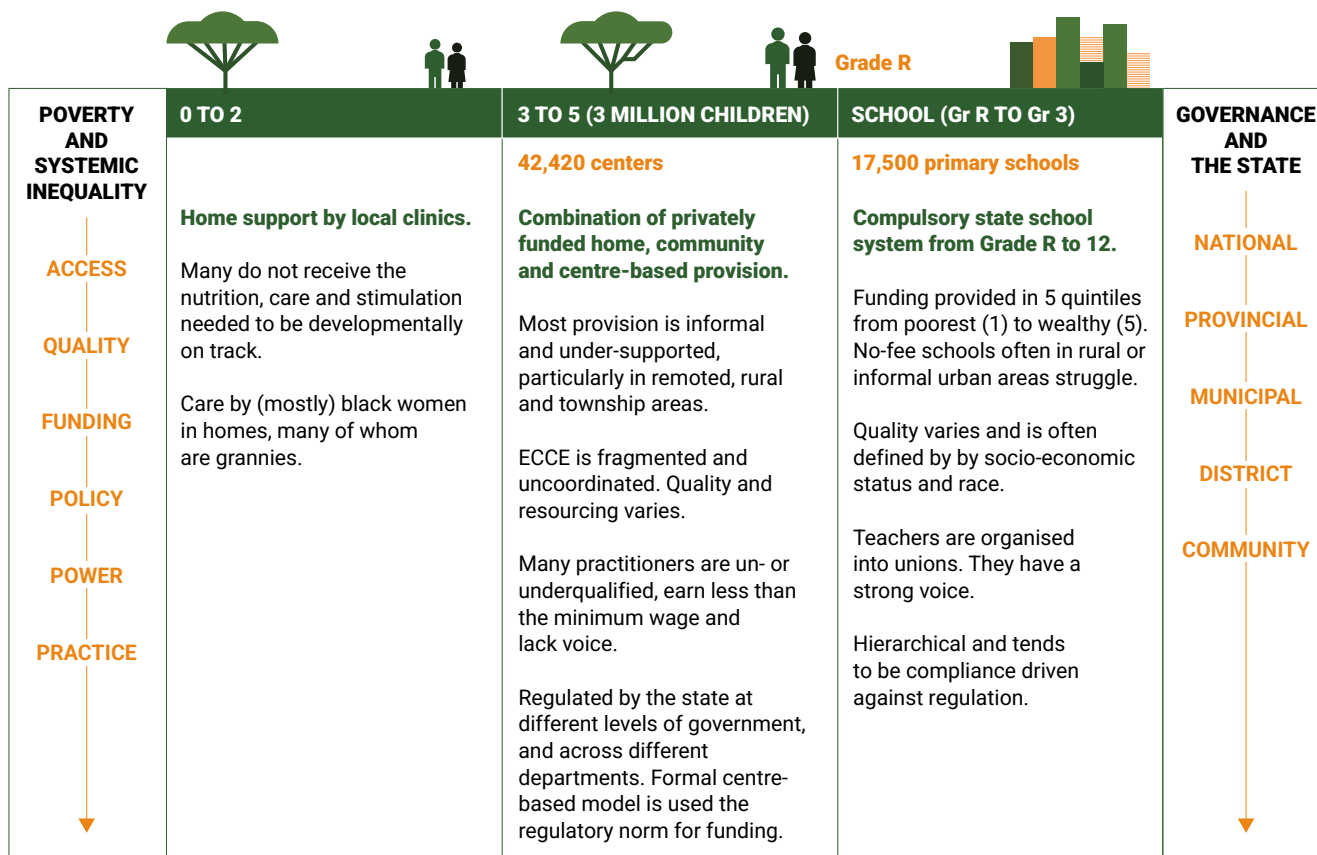 Grade R
POVERTY
AND
SYSTEMIC
INEQUALITY
ACCESS
QUALITY
FUNDING
POLICY
POWER
PRACTICE
0 TO 2
Home support by local clinics.
Many do not receive the
nutrition, care and stimulation
needed to be developmentally
on track.
Care by (mostly) black women
in homes, many of whom
are grannies.
3 TO 5 (3 MILLION CHILDREN)
42,420 centers
Combination of privately
funded home, community
and centre-based provision.
Most provision is informal
and under-supported,
particularly in remoted, rural
and township areas.
ECCE is fragmented and
uncoordinated. Quality and
resourcing varies.
Many practitioners are un- or
underqualified, earn less than
the minimum wage and
lack voice.
Regulated by the state at
different levels of government,
and across different
departments. Formal centre-
based model is used the
regulatory norm for funding.
SCHOOL (Gr R TO Gr 3)
17,500 primary schools
Compulsory state school
system from Grade R to 12.
Funding provided in 5 quintiles
from poorest (1) to wealthy (5).
No-fee schools often in rural or
informal urban areas struggle.
Quality varies and is often
defined by by socio-economic
status and race.
Teachers are organised
into unions. They have a
strong voice.
Hierarchical and tends
to be compliance driven
against regulation.
GOVERNANCE
AND
THE STATE
NATIONAL
PROVINCIAL
MUNICIPAL
DISTRICT
COMMUNITY